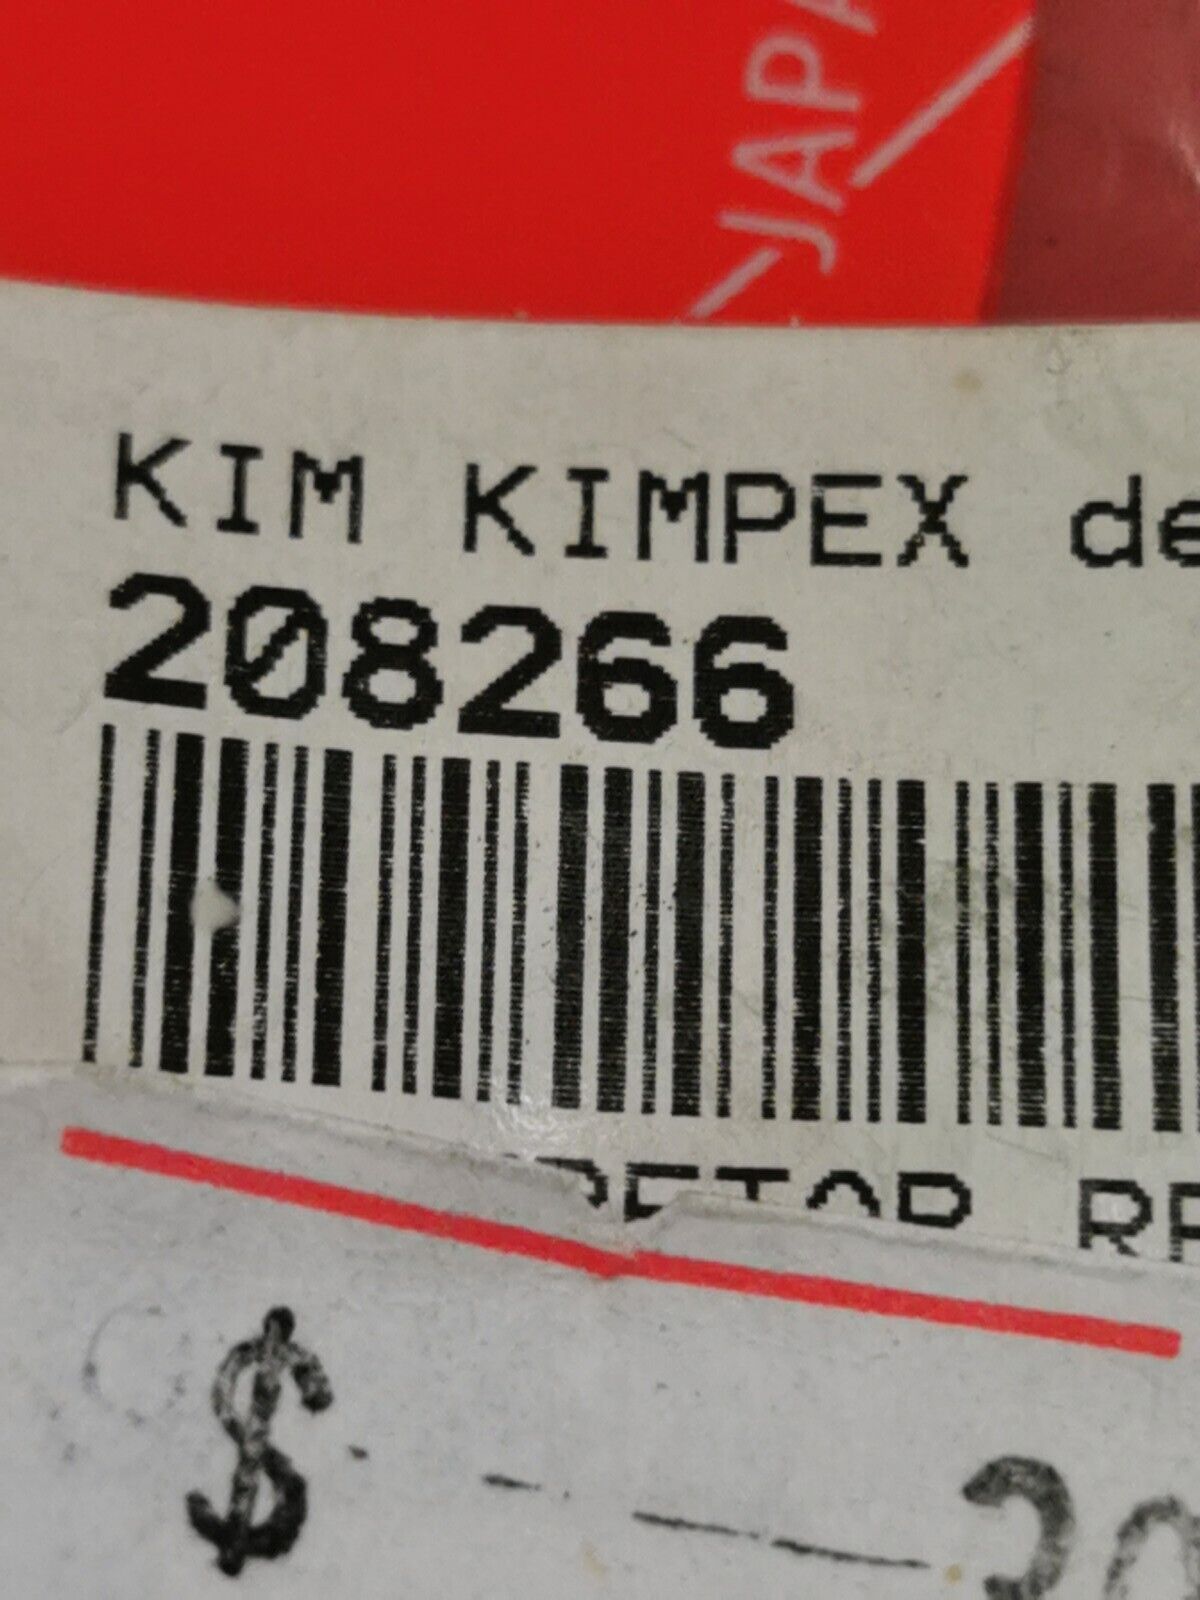 JAPA
KIM KIMPEX de
208266
$